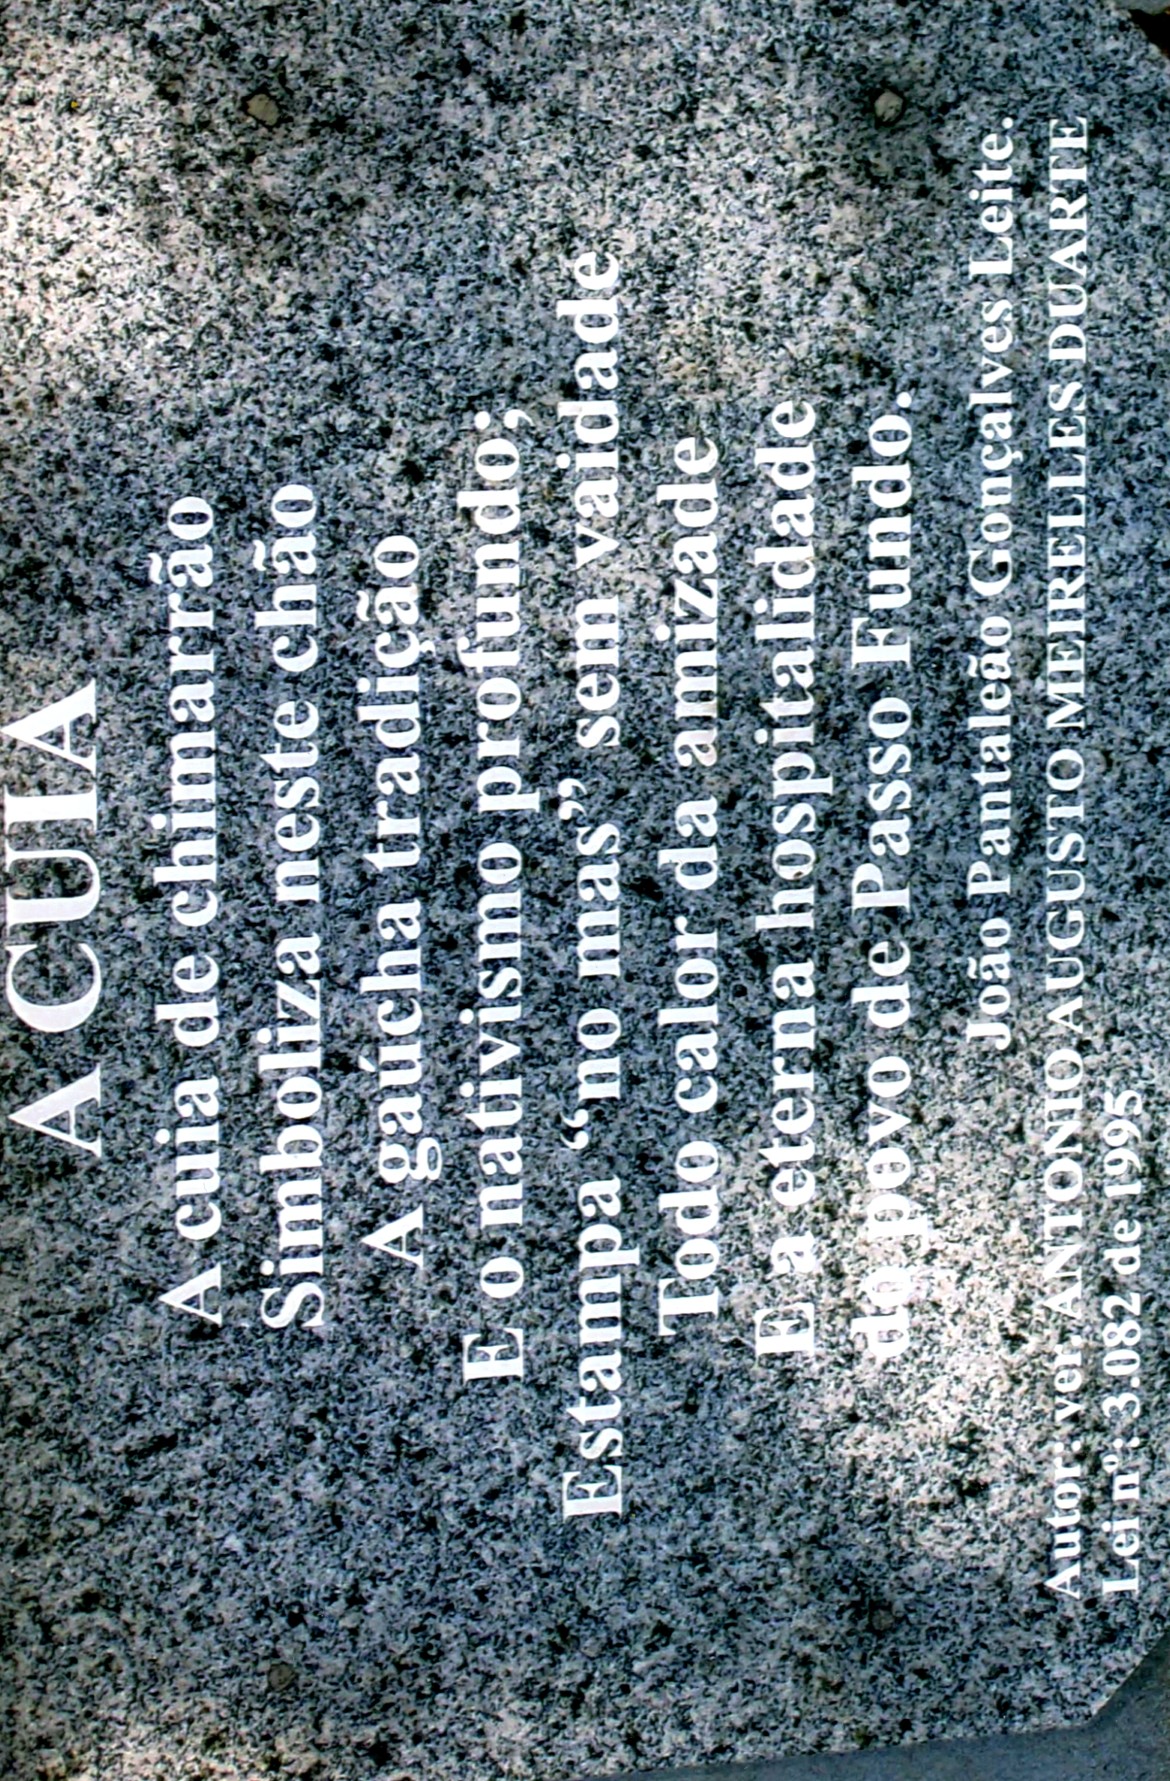 A CUIA
A cuia de chimarrão
Simboliza neste chão
A gaúcha tradição
E o nativismo profundo;
Estampa “no mas” sem vaidade
Todo calor da amizade
E a eterna hospitalidade
do povo de Passo Fundo.
João Pantaleão Gonçalves Leite.
Autor: ver. ANTONIO AUGUSTO MEIRELLES DUARTE
Lei nº: 3.082 de 1995